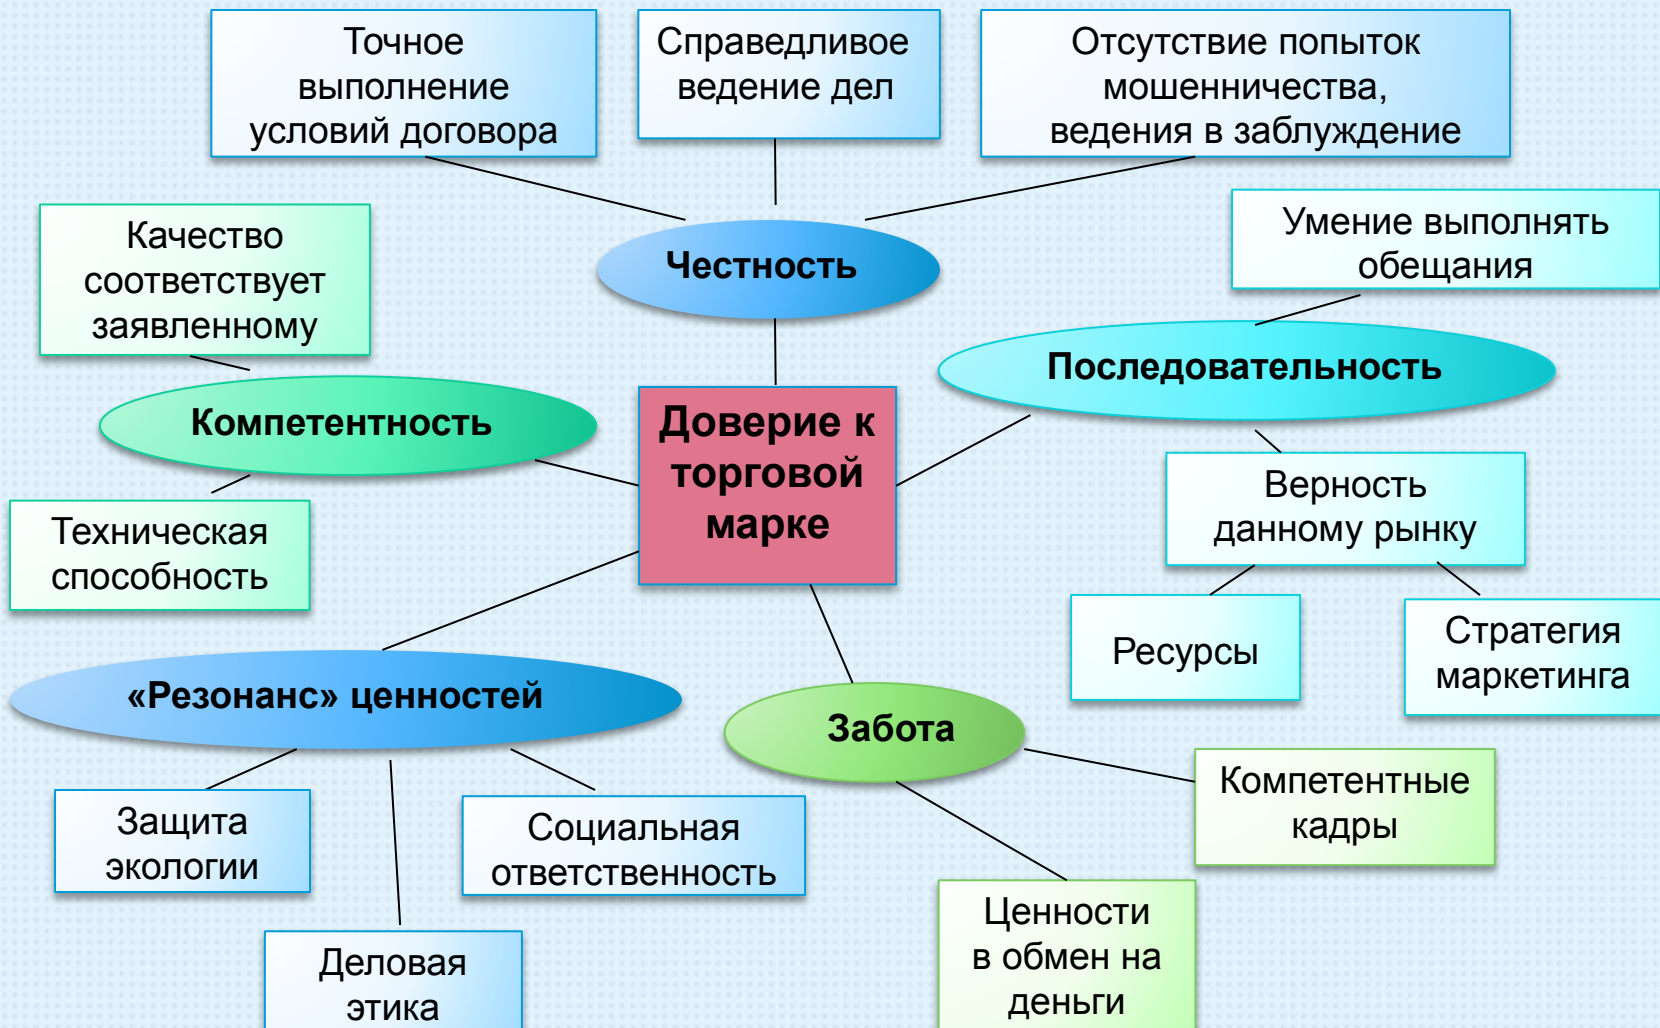 Точное
выполнение
условий договора
Справедливое
ведение дел
Отсутствие попыток
мошенничества,
ведения в заблуждение
Качество
соответствует
заявленному
Честность
Умение выполнять
обещания
Компетентность
Последовательность
Доверие к
торговой
марке
Техническая
способность
Верность
данному рынку
Ресурсы
Стратегия
маркетинга
«Резонанс» ценностей
Забота
Защита
экологии
Социальная
ответственность
Компетентные
кадры
Деловая
этика
Ценности
в обмен на
деньги